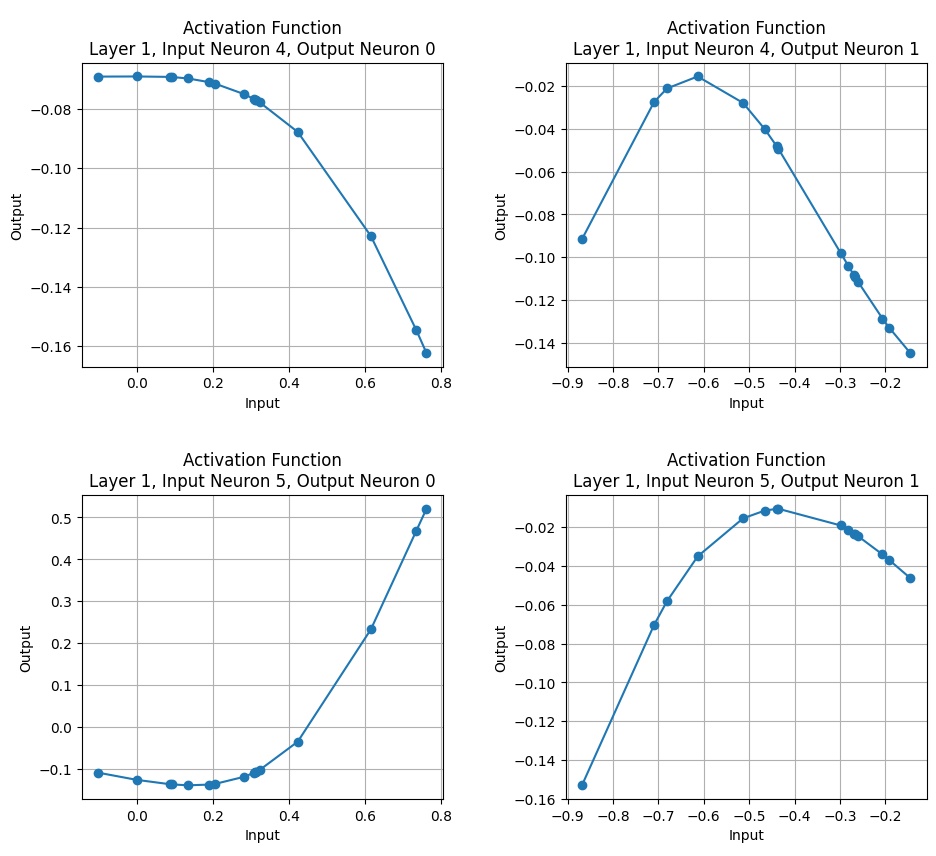 Activation Function
Layer 1, Input Neuron 4, Output Neuron 0
−0.08
−0.10
−0.12
−0.14
−0.16
Output
0.0 0.2 0.4 0.6 0.8
Input
Activation Function
Layer 1, Input Neuron 4, Output Neuron 1
−0.02
−0.04
−0.06
−0.08
−0.10
−0.12
−0.14
Output
−0.9 −0.8 −0.7 −0.6 −0.5 −0.4 −0.3 −0.2
Input
Activation Function
Layer 1, Input Neuron 5, Output Neuron 0
0.5
0.4
0.3
0.2
0.1
0.0
−0.1
Output
0.0 0.2 0.4 0.6 0.8
Input
Activation Function
Layer 1, Input Neuron 5, Output Neuron 1
−0.02
−0.04
−0.06
−0.08
−0.10
−0.12
−0.14
−0.16
Output
−0.9 −0.8 −0.7 −0.6 −0.5 −0.4 −0.3 −0.2
Input